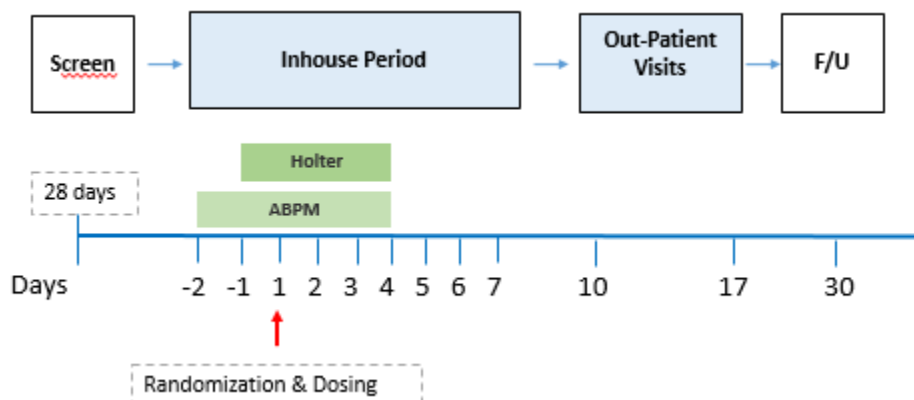 Screen
Inhouse Period
Out-Patient
Visits
F/U
Holter
28 days
ABPM
Days
-2 -1 1 2 3 4 5 6 7 10 17 30
Randomization & Dosing